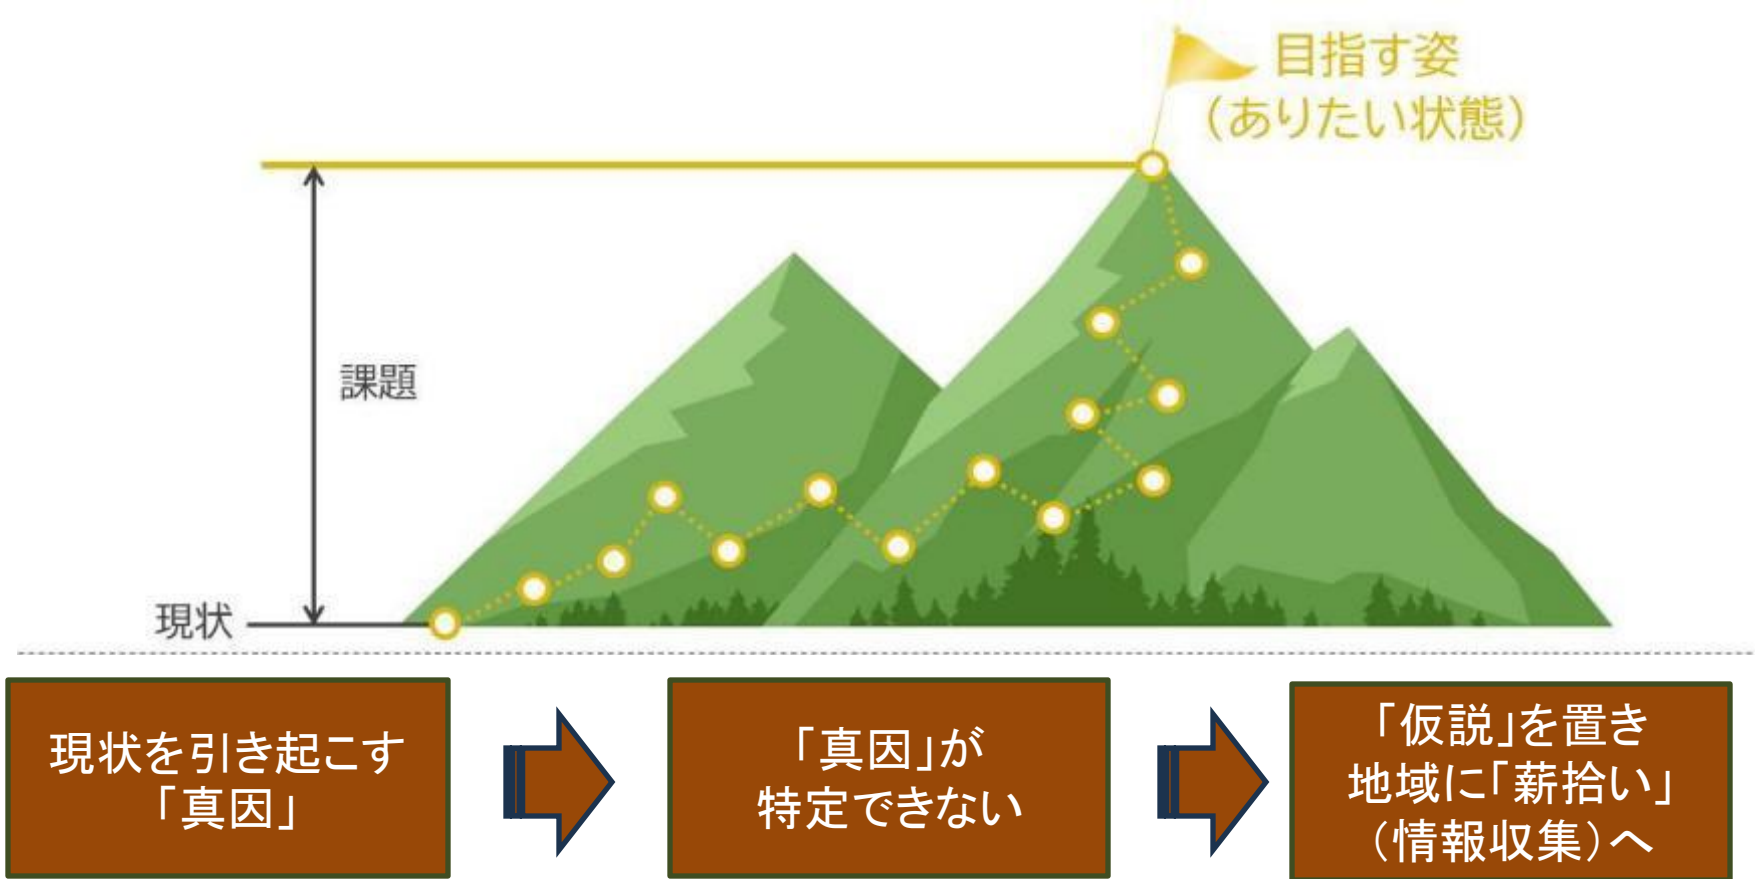 目指す姿
（ありたい状態）
課題
現状
現状を引き起こす
「真因」
「真因」が
特定できない
「仮説」を置き
地域に「薪拾い」
（情報収集）へ